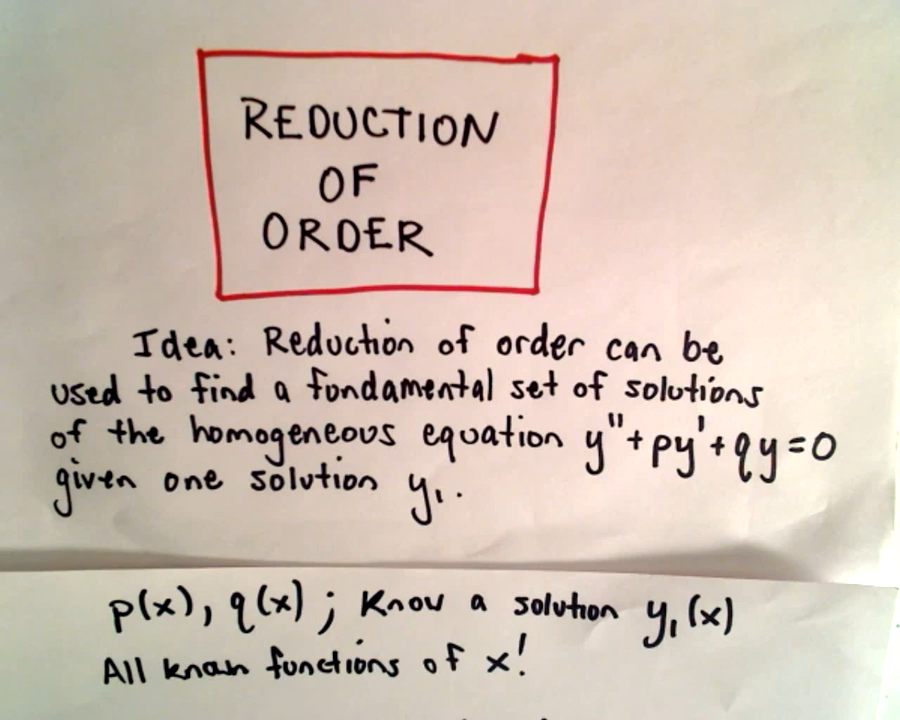 REDUCTION
OF
ORDER
Idea: Reduction of order can be
used to find a fundamental set of solutions
of the homogeneous equation y"+py'+qy=0
given one solution y₁.
p(x), q(x) ; Know a solution y₁(x)
All known functions of x!